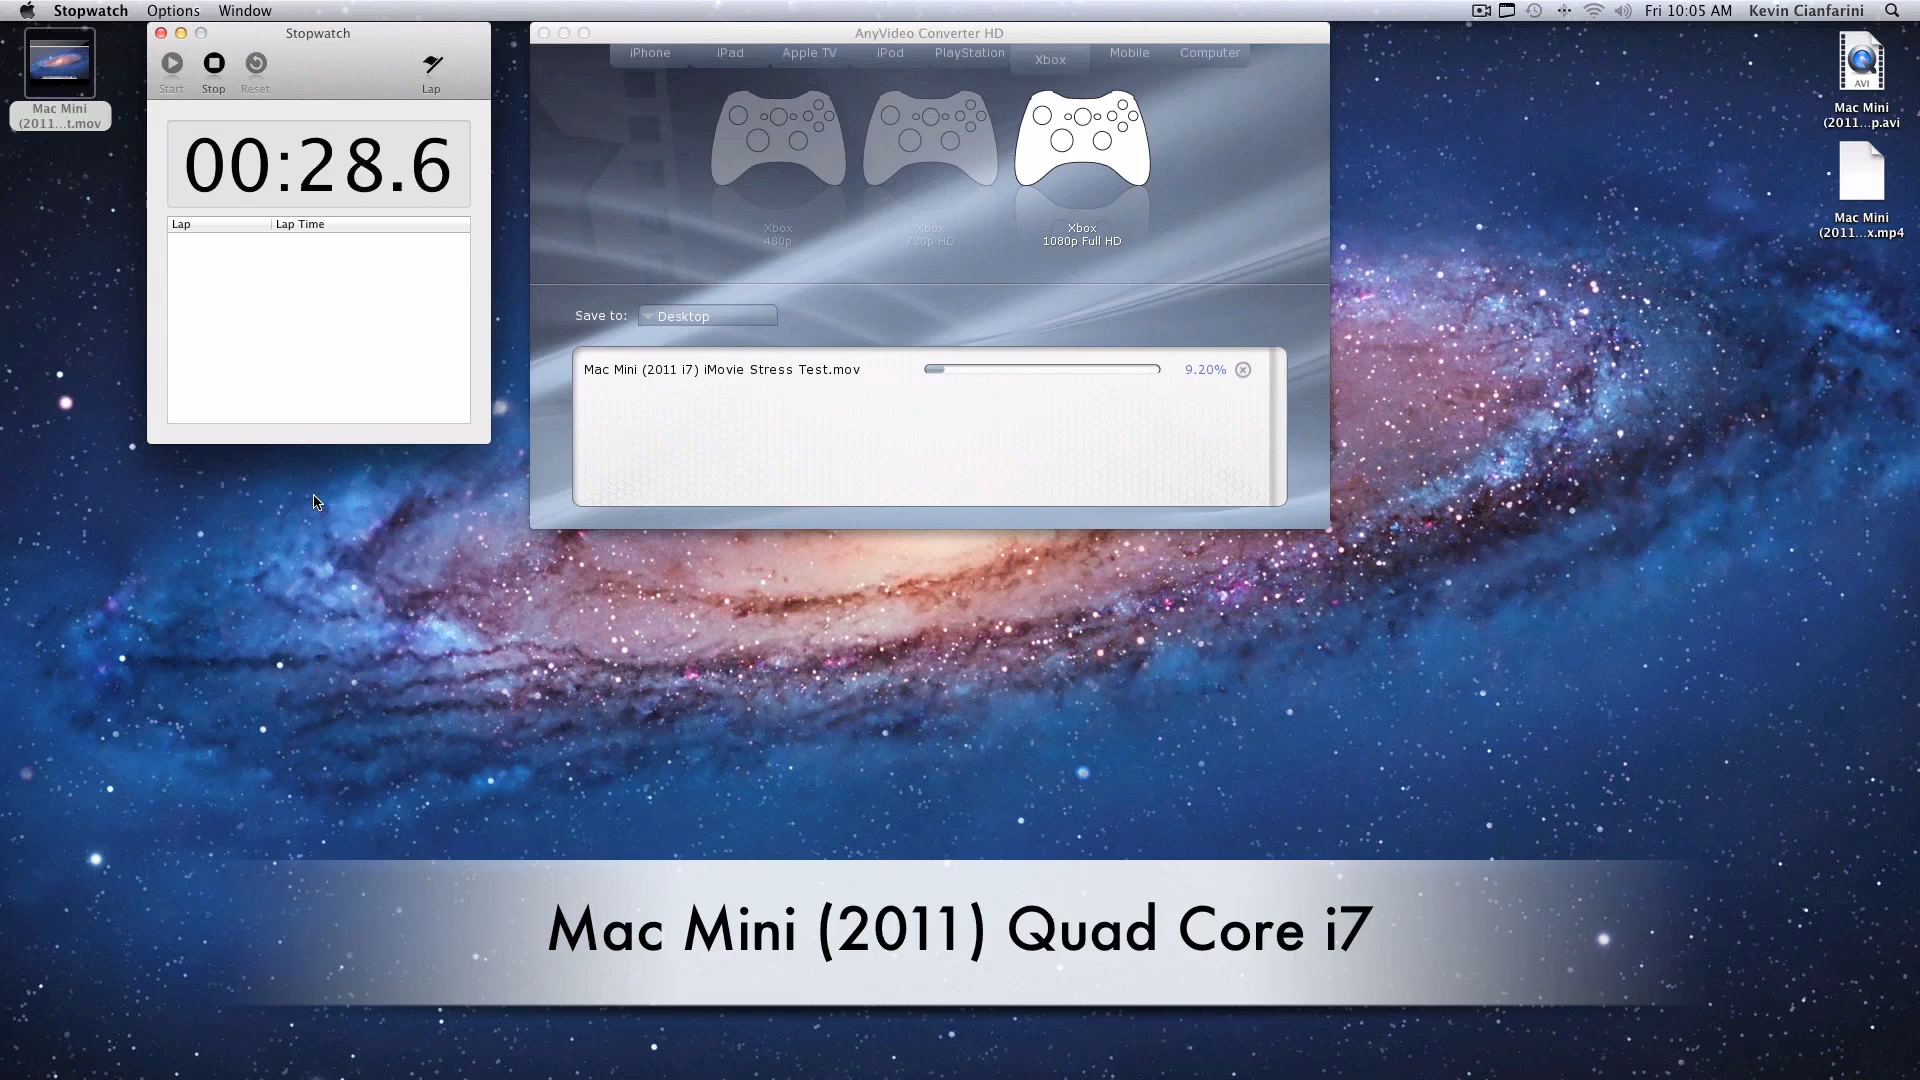 Stopwatch Options Window
Fri 10:05 AM Kevin Cianfarini
Mac Mini
(2011...t.mov
Stopwatch
Start Stop Reset Lap
00:28.6
Lap Lap Time
AnyVideo Converter HD
iPhone iPad Apple TV iPod PlayStation Xbox Mobile Computer
Xbox
480p
Xbox
720p HD
Xbox
1080p Full HD
Save to: Desktop
Mac Mini (2011 i7) iMovie Stress Test.mov 9.20%
AVI
Mac Mini
(2011...p.avi
Mac Mini
(2011...x.mp4
Mac Mini (2011) Quad Core i7